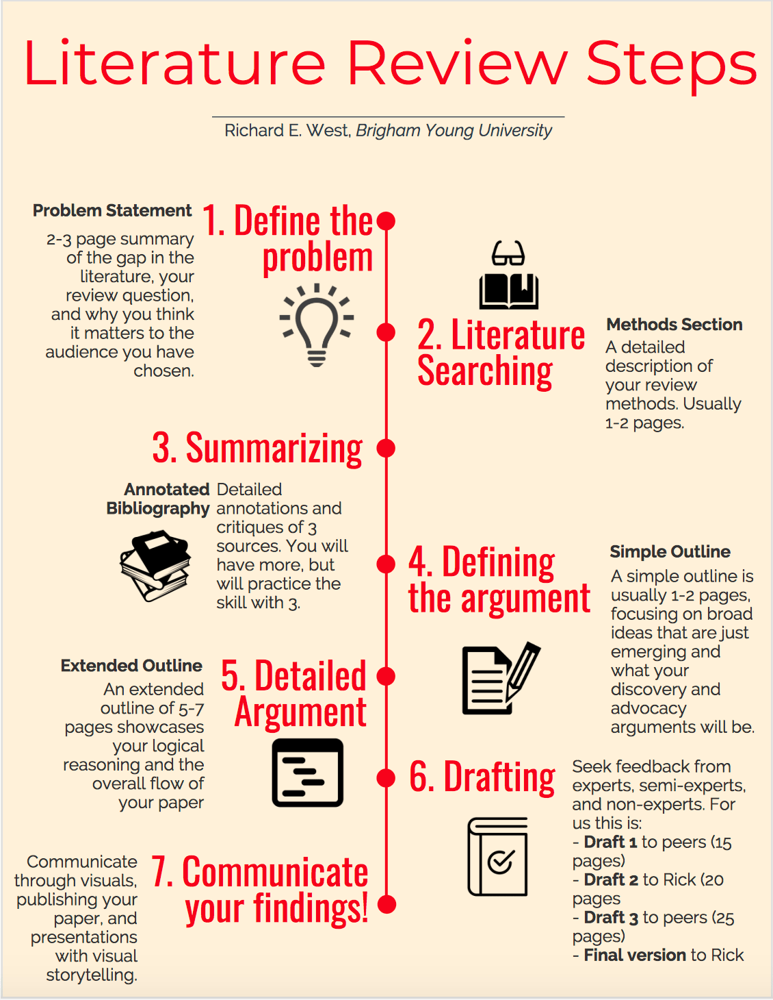 Literature Review Steps
Richard E. West, Brigham Young University
Problem Statement
2-3 page summary
of the gap in the
literature, your
review question,
and why you think
it matters to the
audience you have
chosen.
1. Define the
problem
2. Literature
Searching
Methods Section
A detailed
description of
your review
methods. Usually
1-2 pages.
3. Summarizing
Annotated
Bibliography
Detailed
annotations and
critiques of 3
sources. You will
have more, but
will practice the
skill with 3.
4. Defining
the argument
Simple Outline
A simple outline is
usually 1-2 pages,
focusing on broad
ideas that are just
emerging and
what your
discovery and
advocacy
arguments will be.
Extended Outline
An extended
outline of 5-7
pages showcases
your logical
reasoning and the
overall flow of
your paper
5. Detailed
Argument
6. Drafting
Seek feedback from
experts, semi-experts,
and non-experts. For
us this is:
- Draft 1 to peers (15
pages)
- Draft 2 to Rick (20
pages
- Draft 3 to peers (25
pages)
- Final version to Rick
Communicate
through visuals,
publishing your
paper, and
presentations
with visual
storytelling.
7. Communicate
your findings!